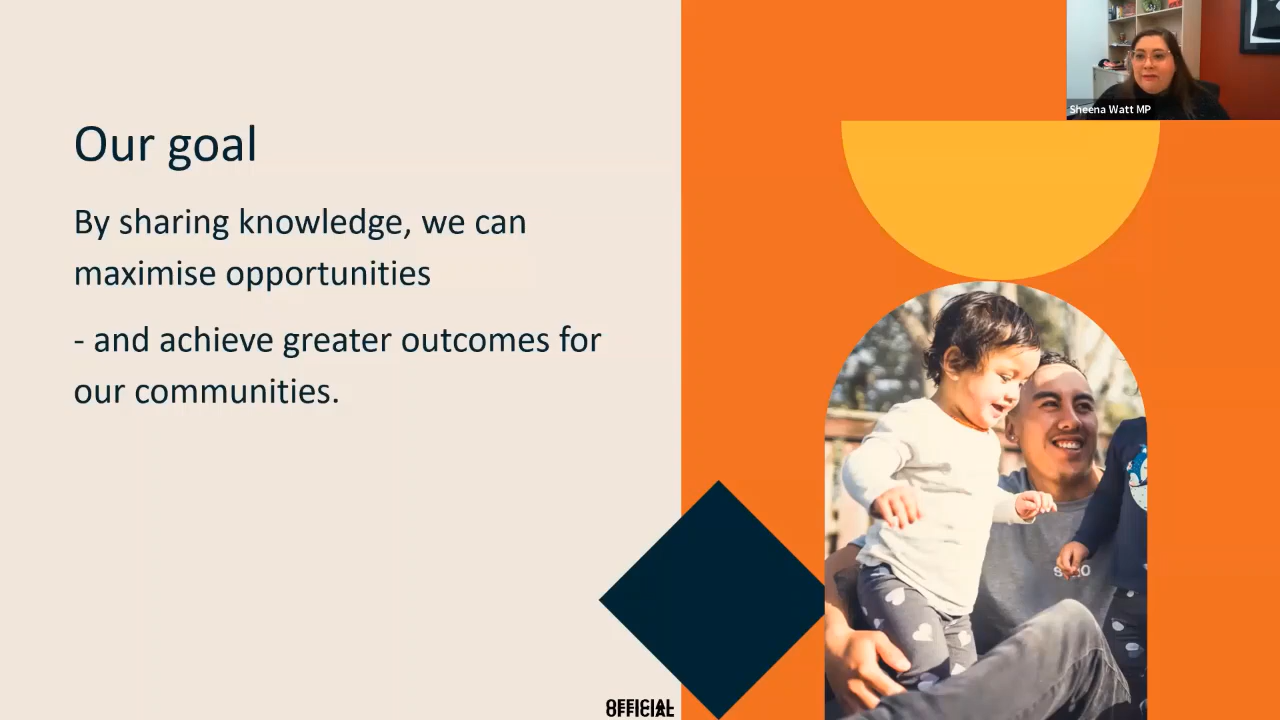 Sheena Watt MP
Our goal
By sharing knowledge, we can
maximise opportunities
- and achieve greater outcomes for
our communities.
OFFICIAL
OFFICIAL